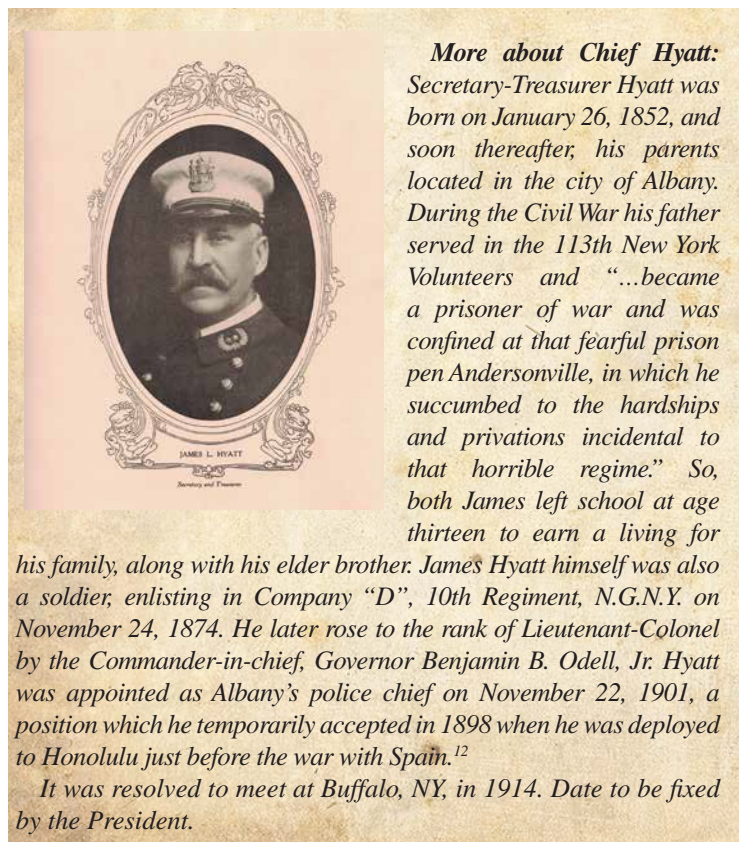 JAMES L. HYATT
Secretary and Treasurer
More about Chief Hyatt:
Secretary-Treasurer Hyatt was
born on January 26, 1852, and
soon thereafter, his parents
located in the city of Albany.
During the Civil War his father
served in the 113th New York
Volunteers and “…became
a prisoner of war and was
confined at that fearful prison
pen Andersonville, in which he
succumbed to the hardships
and privations incidental to
that horrible regime.” So,
both James left school at age
thirteen to earn a living for
his family, along with his elder brother. James Hyatt himself was also
a soldier, enlisting in Company “D”, 10th Regiment, N.G.N.Y. on
November 24, 1874. He later rose to the rank of Lieutenant-Colonel
by the Commander-in-chief, Governor Benjamin B. Odell, Jr. Hyatt
was appointed as Albany’s police chief on November 22, 1901, a
position which he temporarily accepted in 1898 when he was deployed
to Honolulu just before the war with Spain.12
It was resolved to meet at Buffalo, NY, in 1914. Date to be fixed
by the President.